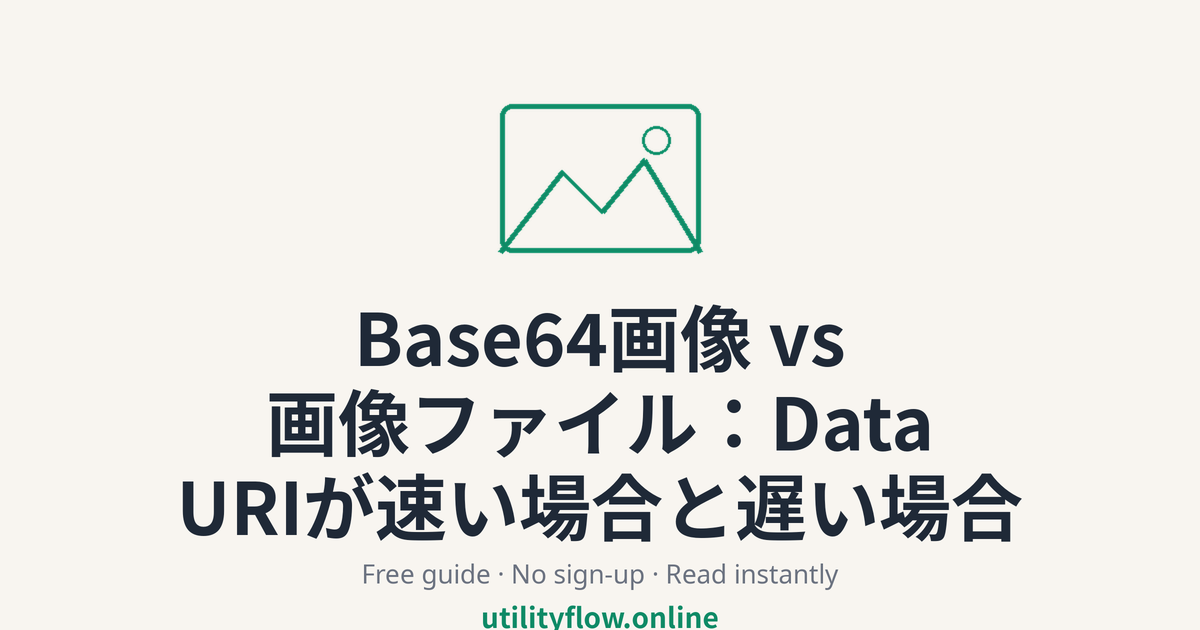 Base64画像 vs
画像ファイル：Data
URIが速い場合と遅い場合
Free guide · No sign-up · Read instantly
utilityflow.online